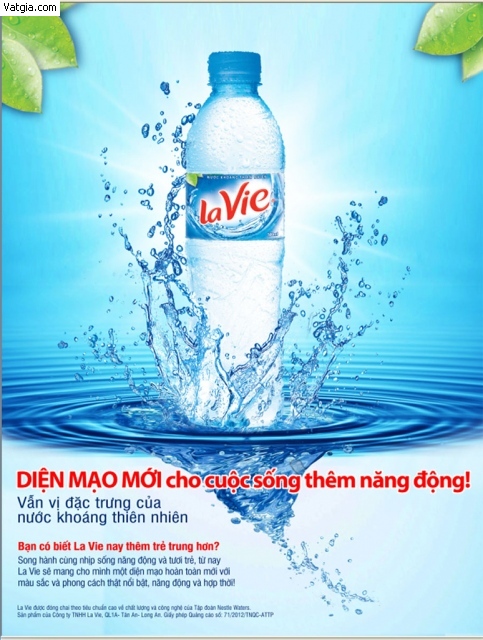 Vatgia.com
NƯỚC KHOÁNG THIÊN NHIÊN
La Vie
DIỆN MẠO MỚI cho cuộc sống thêm năng động!
Vẫn vị đặc trưng của
nước khoáng thiên nhiên
Bạn có biết La Vie nay thêm trẻ trung hơn?
Song hành cùng nhịp sống năng động và tươi trẻ, từ nay
La Vie sẽ mang cho mình một diện mạo hoàn toàn mới với
màu sắc và phong cách thật nổi bật, năng động và hợp thời!
La Vie được đóng chai theo tiêu chuẩn cao về chất lượng và công nghệ của Tập đoàn Nestle Waters.
Sản phẩm của Công ty TNHH La Vie, QL1A- Tân An- Long An. Giấy phép Quảng cáo số: 71/2012/TNQC-ATTP